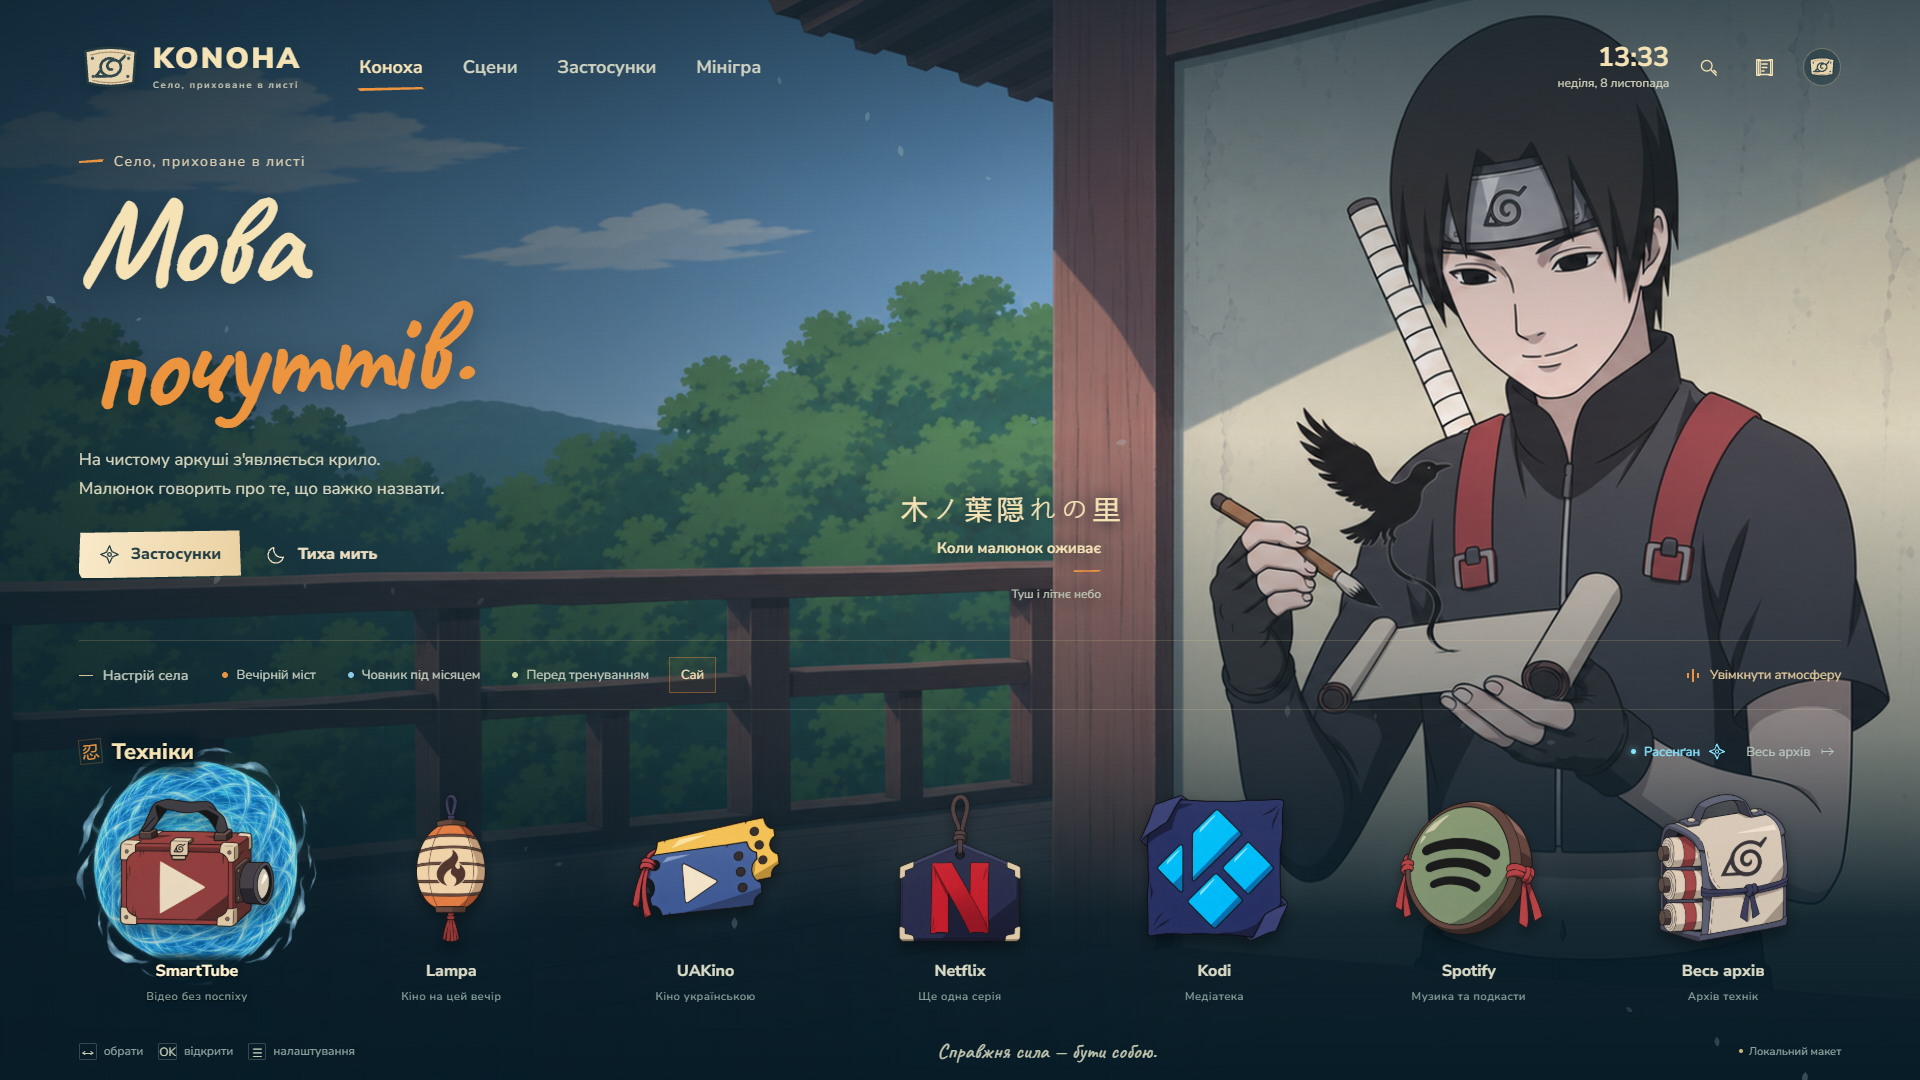 KONOHA
Село, приховане в листі
Коноха
Сцени
Застосунки
Мінігра
13:33
неділя, 8 листопада
Село, приховане в листі
Мова
почуттів.
На чистому аркуші з'являється крило.
Малюнок говорить про те, що важко назвати.
Застосунки
Тиха мить
木ノ葉隠れの里
Коли малюнок оживає
Туш і літнє небо
Настрій села
Вечірній міст
Човник під місяцем
Перед тренуванням
Сай
Увімкнути атмосферу
忍 Техніки
Расенґан
Весь архів
SmartTube
Відео без поспіху
Lampa
Кіно на цей вечір
UAKino
Кіно українською
N
Netflix
Ще одна серія
Kodi
Медіатека
Spotify
Музика та подкасти
Весь архів
Архів технік
обрати
OK відкрити
налаштування
Справжня сила — бути собою.
Локальний макет